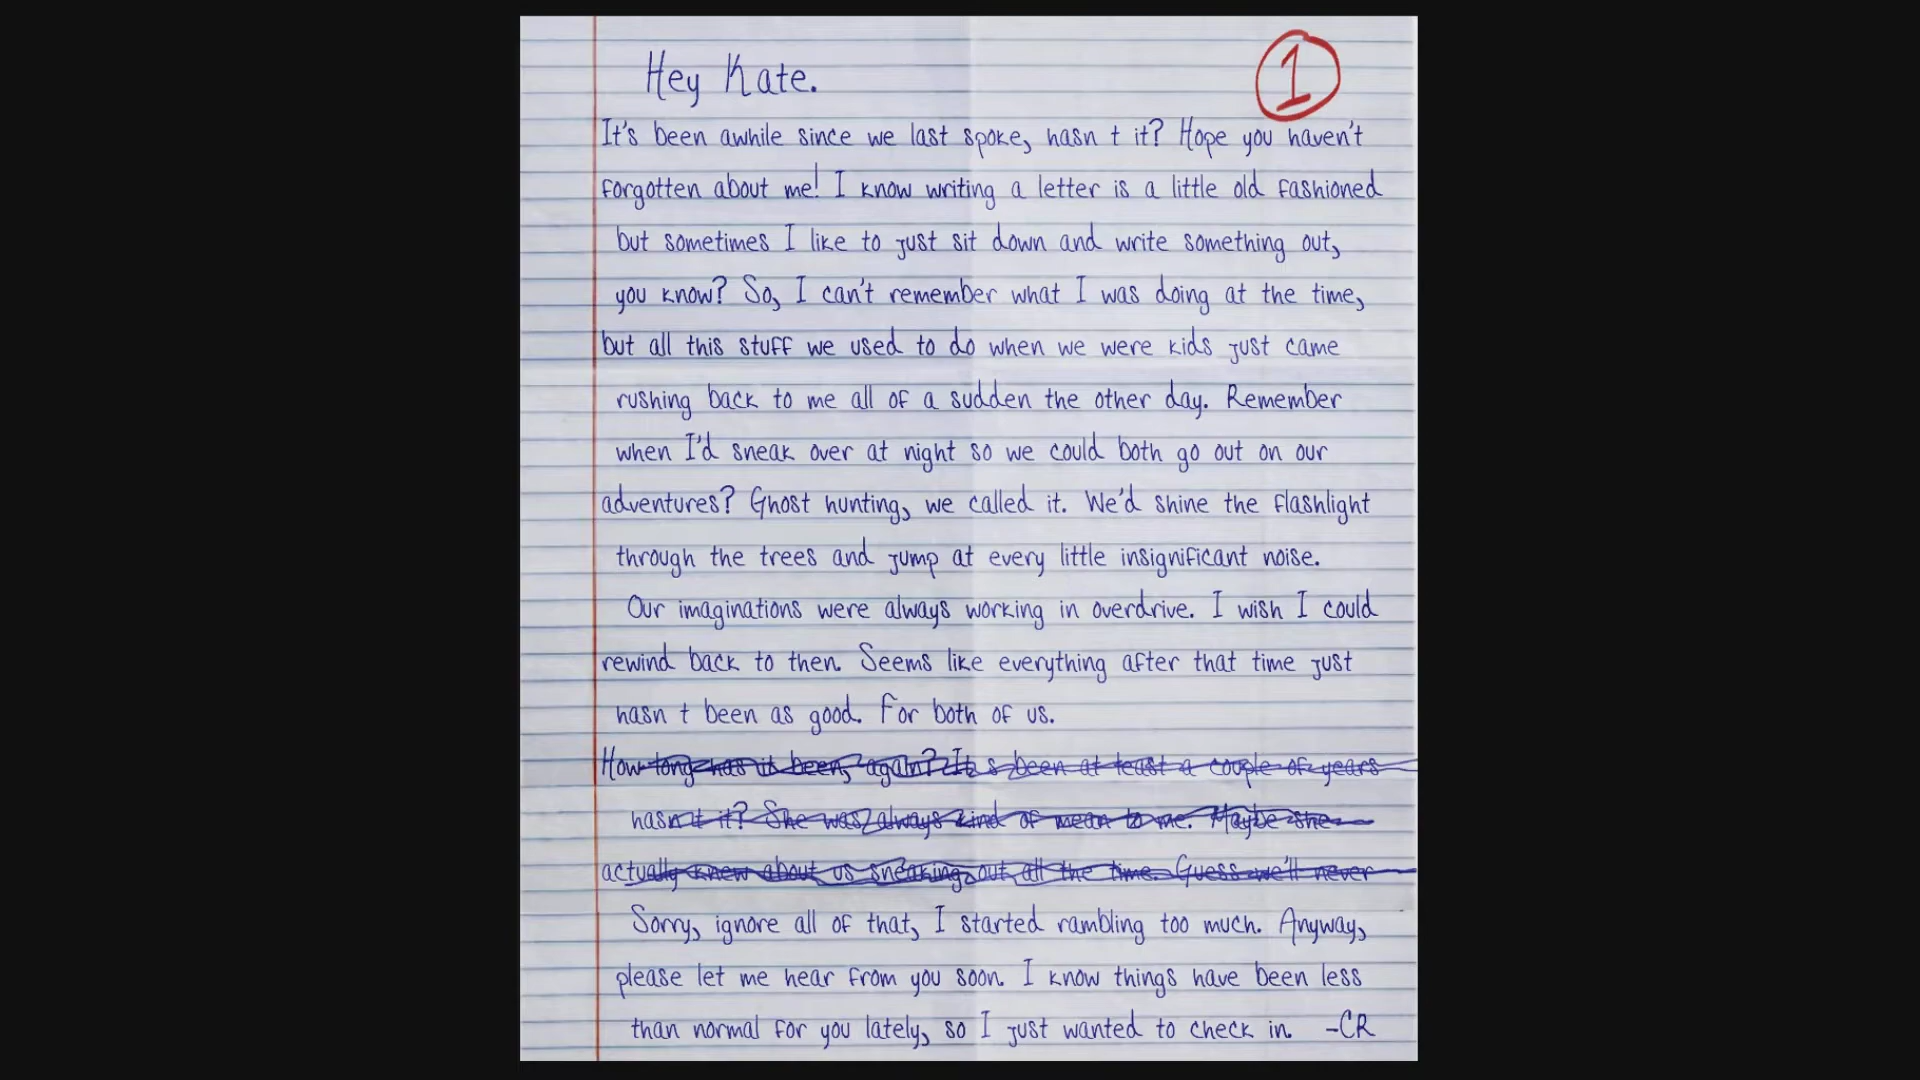 Hey Kate.
1
It's been awhile since we last spoke, hasn t it? Hope you haven't
forgotten about me! I know writing a letter is a little old fashioned
but sometimes I like to just sit down and write something out,
you know? So, I can't remember what I was doing at the time,
but all this stuff we used to do when we were kids just came
rushing back to me all of a sudden the other day. Remember
when I'd sneak over at night so we could both go out on our
adventures? Ghost hunting, we called it. We'd shine the flashlight
through the trees and jump at every little insignificant noise.
Our imaginations were always working in overdrive. I wish I could
rewind back to then. Seems like everything after that time just
hasn t been as good. For both of us.
How long has it been, again? It s been at least a couple of years
hasn t it? She was always kind of mean to me. Maybe she
actually knew about us sneaking out all the time. Guess we'll never
Sorry, ignore all of that, I started rambling too much. Anyway,
please let me hear from you soon. I know things have been less
than normal for you lately, so I just wanted to check in. -CR